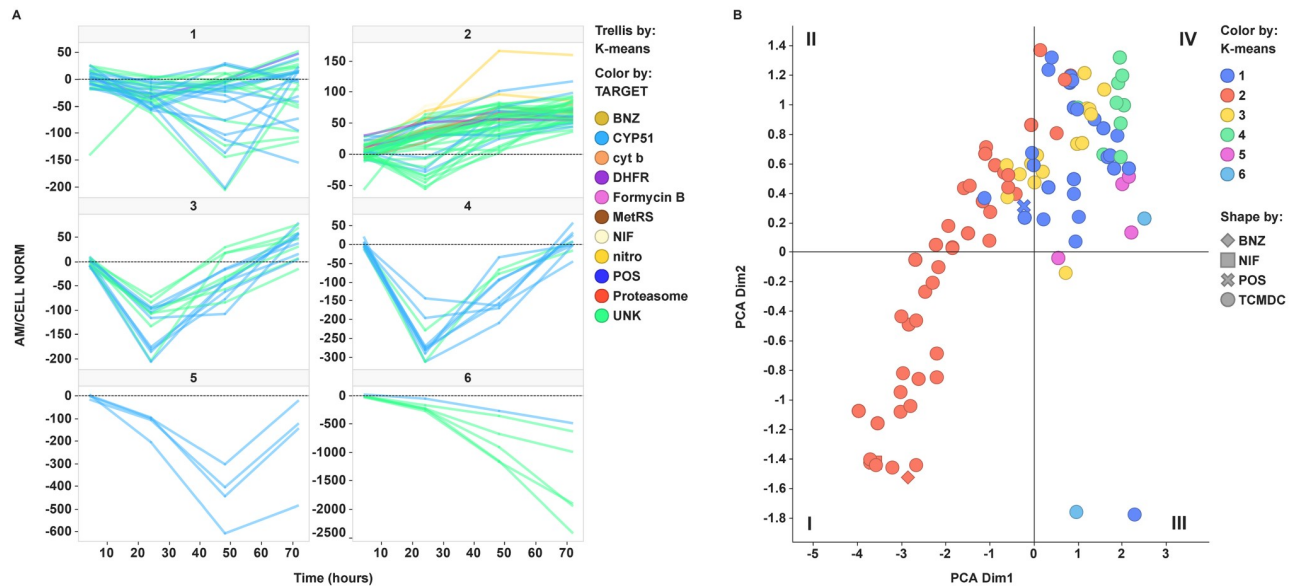 A
1
2
50
0
-50
-100
-150
-200
150
100
50
0
-50
3
4
50
0
-50
-100
-150
-200
50
0
-50
-100
-150
-200
-250
-300
5
6
0
-100
-200
-300
-400
-500
-600
0
-500
-1000
-1500
-2000
-2500
10 20 30 40 50 60 70
10 20 30 40 50 60 70
AM/CELL NORM
Time (hours)
Trellis by:
K-means
Color by:
TARGET
BNZ
CYP51
cyt b
DHFR
Formycin B
MetRS
NIF
nitro
POS
Proteasome
UNK
B
II
IV
I
III
1.4
1.2
1
0.8
0.6
0.4
0.2
0
-0.2
-0.4
-0.6
-0.8
-1
-1.2
-1.4
-1.6
-1.8
-5 -4 -3 -2 -1 0 1 2 3
PCA Dim2
PCA Dim1
Color by:
K-means
1
2
3
4
5
6
Shape by:
BNZ
NIF
POS
TCMDC